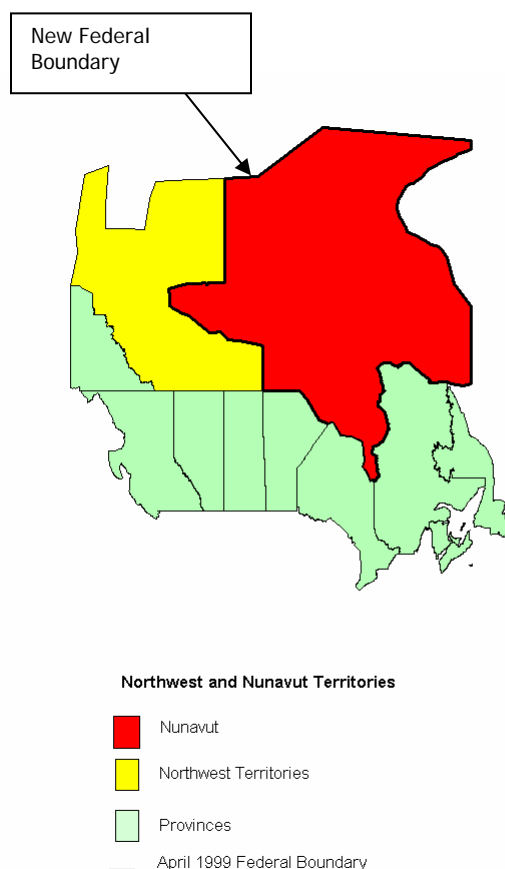 New Federal
Boundary
Northwest and Nunavut Territories
Nunavut
Northwest Territories
Provinces
April 1999 Federal Boundary